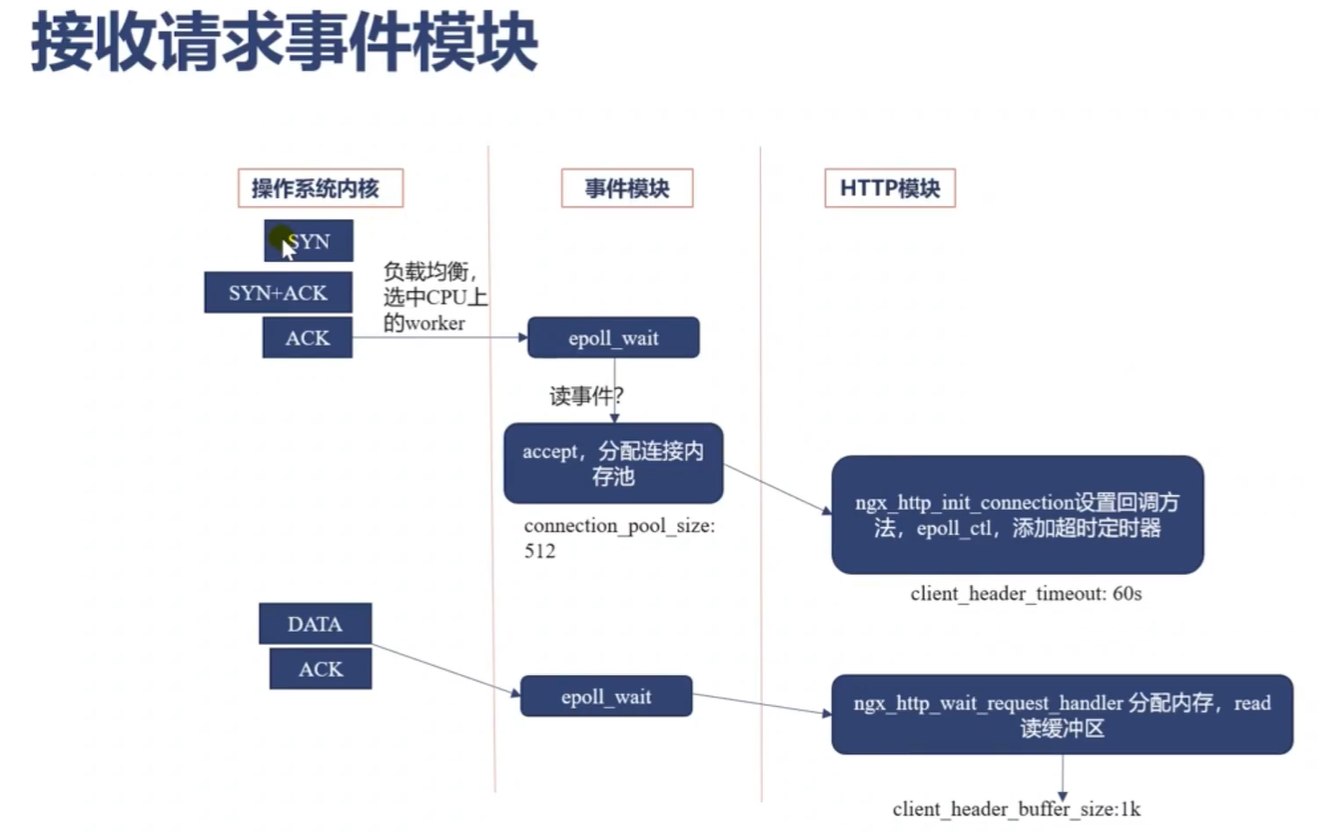 接收请求事件模块
操作系统内核
事件模块
HTTP模块
SYN
SYN+ACK
ACK
负载均衡，
选中CPU上
的worker
epoll_wait
读事件？
accept，分配连接内
存池
connection_pool_size:
512
ngx_http_init_connection设置回调方
法，epoll_ctl，添加超时定时器
client_header_timeout: 60s
DATA
ACK
epoll_wait
ngx_http_wait_request_handler 分配内存，read
读缓冲区
client_header_buffer_size:1k